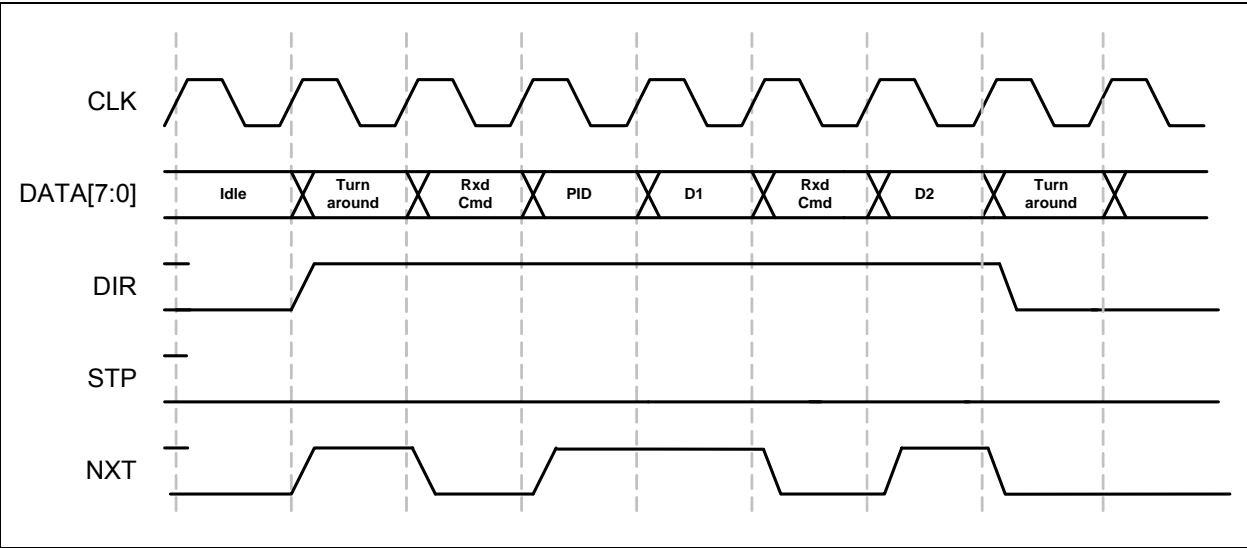 CLK
DATA[7:0]
Idle
Turn
around
Rxd
Cmd
PID
D1
Rxd
Cmd
D2
Turn
around
DIR
STP
NXT